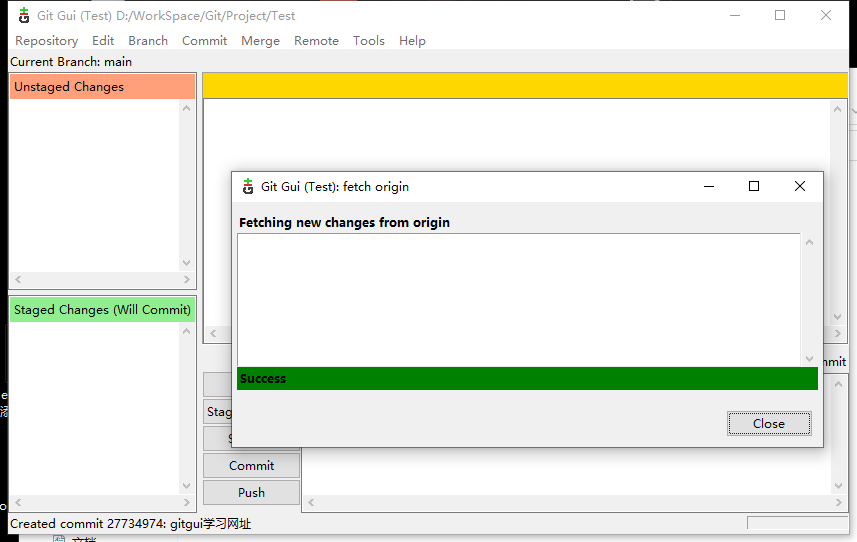 Git Gui (Test) D:/WorkSpace/Git/Project/Test
Repository Edit Branch Commit Merge Remote Tools Help
Current Branch: main
Unstaged Changes
Git Gui (Test): fetch origin
Fetching new changes from origin
Staged Changes (Will Commit)
Success
Close
Commit
Push
Created commit 27734974: gitgui学习网址